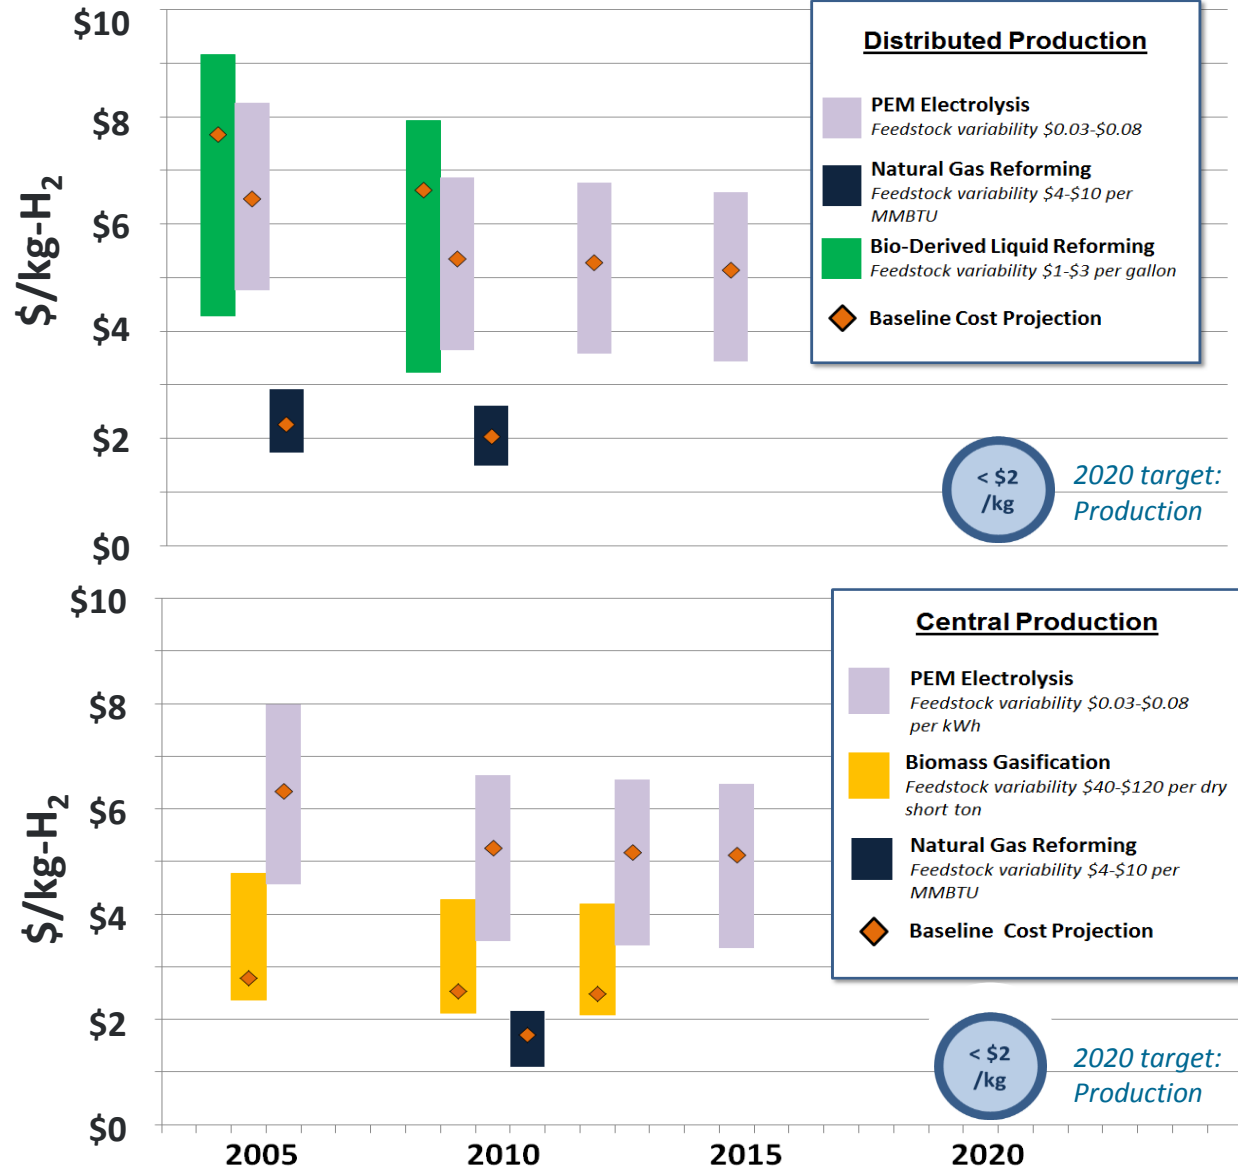 $10
$8
$6
$4
$2
$0
$/kg-H2
Distributed Production
PEM Electrolysis
Feedstock variability $0.03-$0.08
Natural Gas Reforming
Feedstock variability $4-$10 per
MMBTU
Bio-Derived Liquid Reforming
Feedstock variability $1-$3 per gallon
Baseline Cost Projection
< $2
/kg
2020 target:
Production
$10
$8
$6
$4
$2
$0
$/kg-H2
Central Production
PEM Electrolysis
Feedstock variability $0.03-$0.08
per kWh
Biomass Gasification
Feedstock variability $40-$120 per dry
short ton
Natural Gas Reforming
Feedstock variability $4-$10 per
MMBTU
Baseline Cost Projection
< $2
/kg
2020 target:
Production
2005 2010 2015 2020